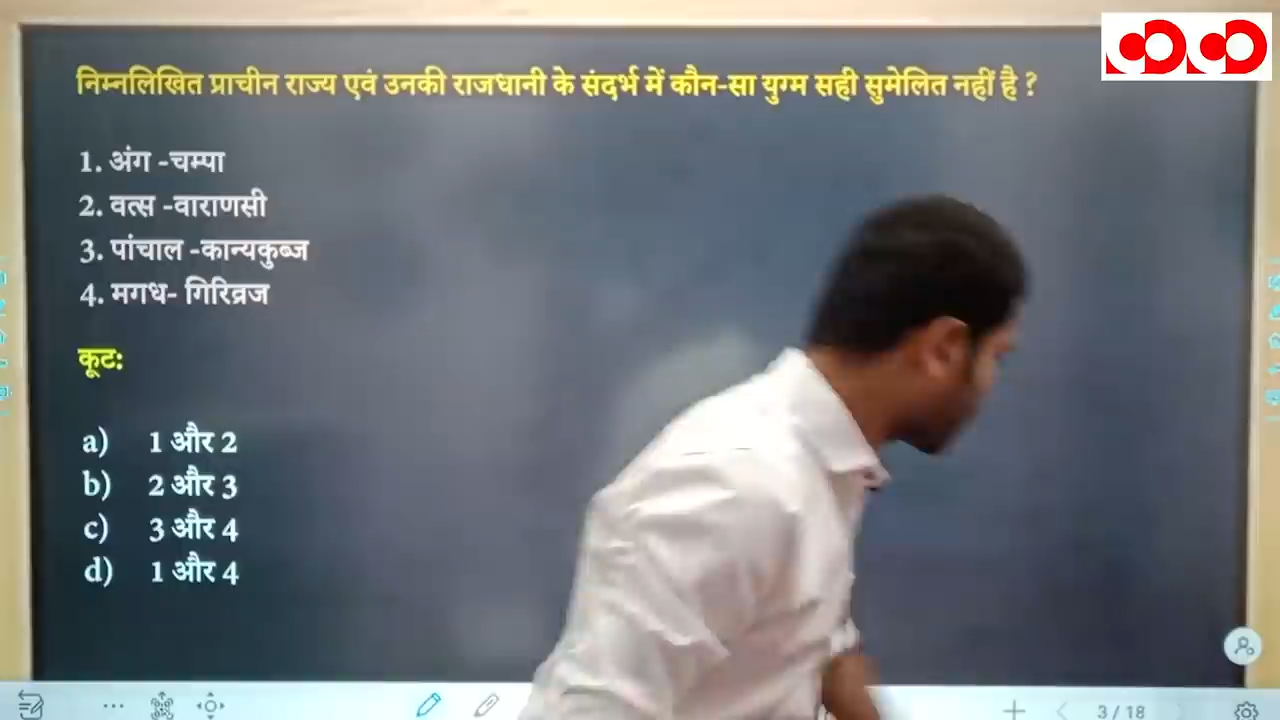 निम्नलिखित प्राचीन राज्य एवं उनकी राजधानी के संदर्भ में कौन-सा युग्म सही सुमेलित नहीं है ?
1. अंग -चम्पा
2. वत्स -वाराणसी
3. पांचाल -कान्यकुब्ज
4. मगध- गिरिव्रज
कूट:
a) 1 और 2
b) 2 और 3
c) 3 और 4
d) 1 और 4
3 / 18